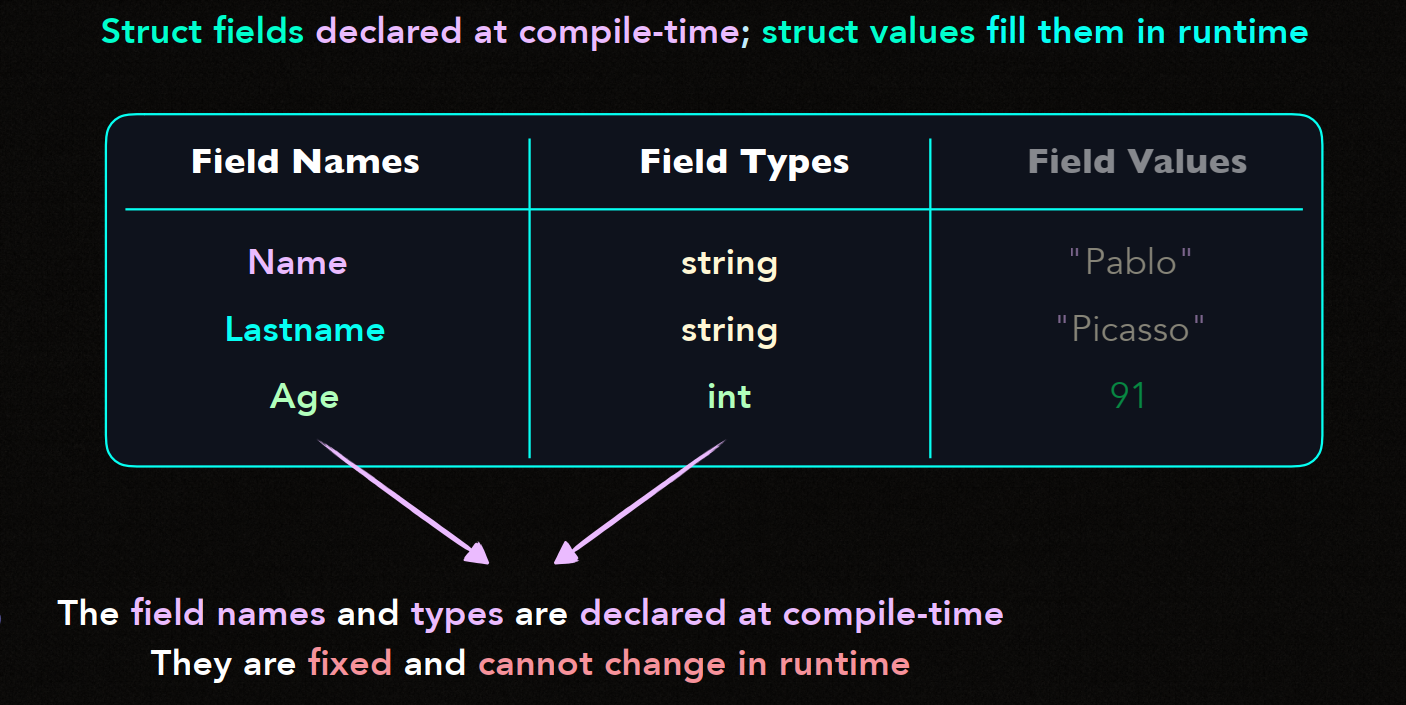 Struct fields declared at compile-time; struct values fill them in runtime
Field Names Field Types Field Values
Name string "Pablo"
Lastname string "Picasso"
Age int 91
The field names and types are declared at compile-time
They are fixed and cannot change in runtime